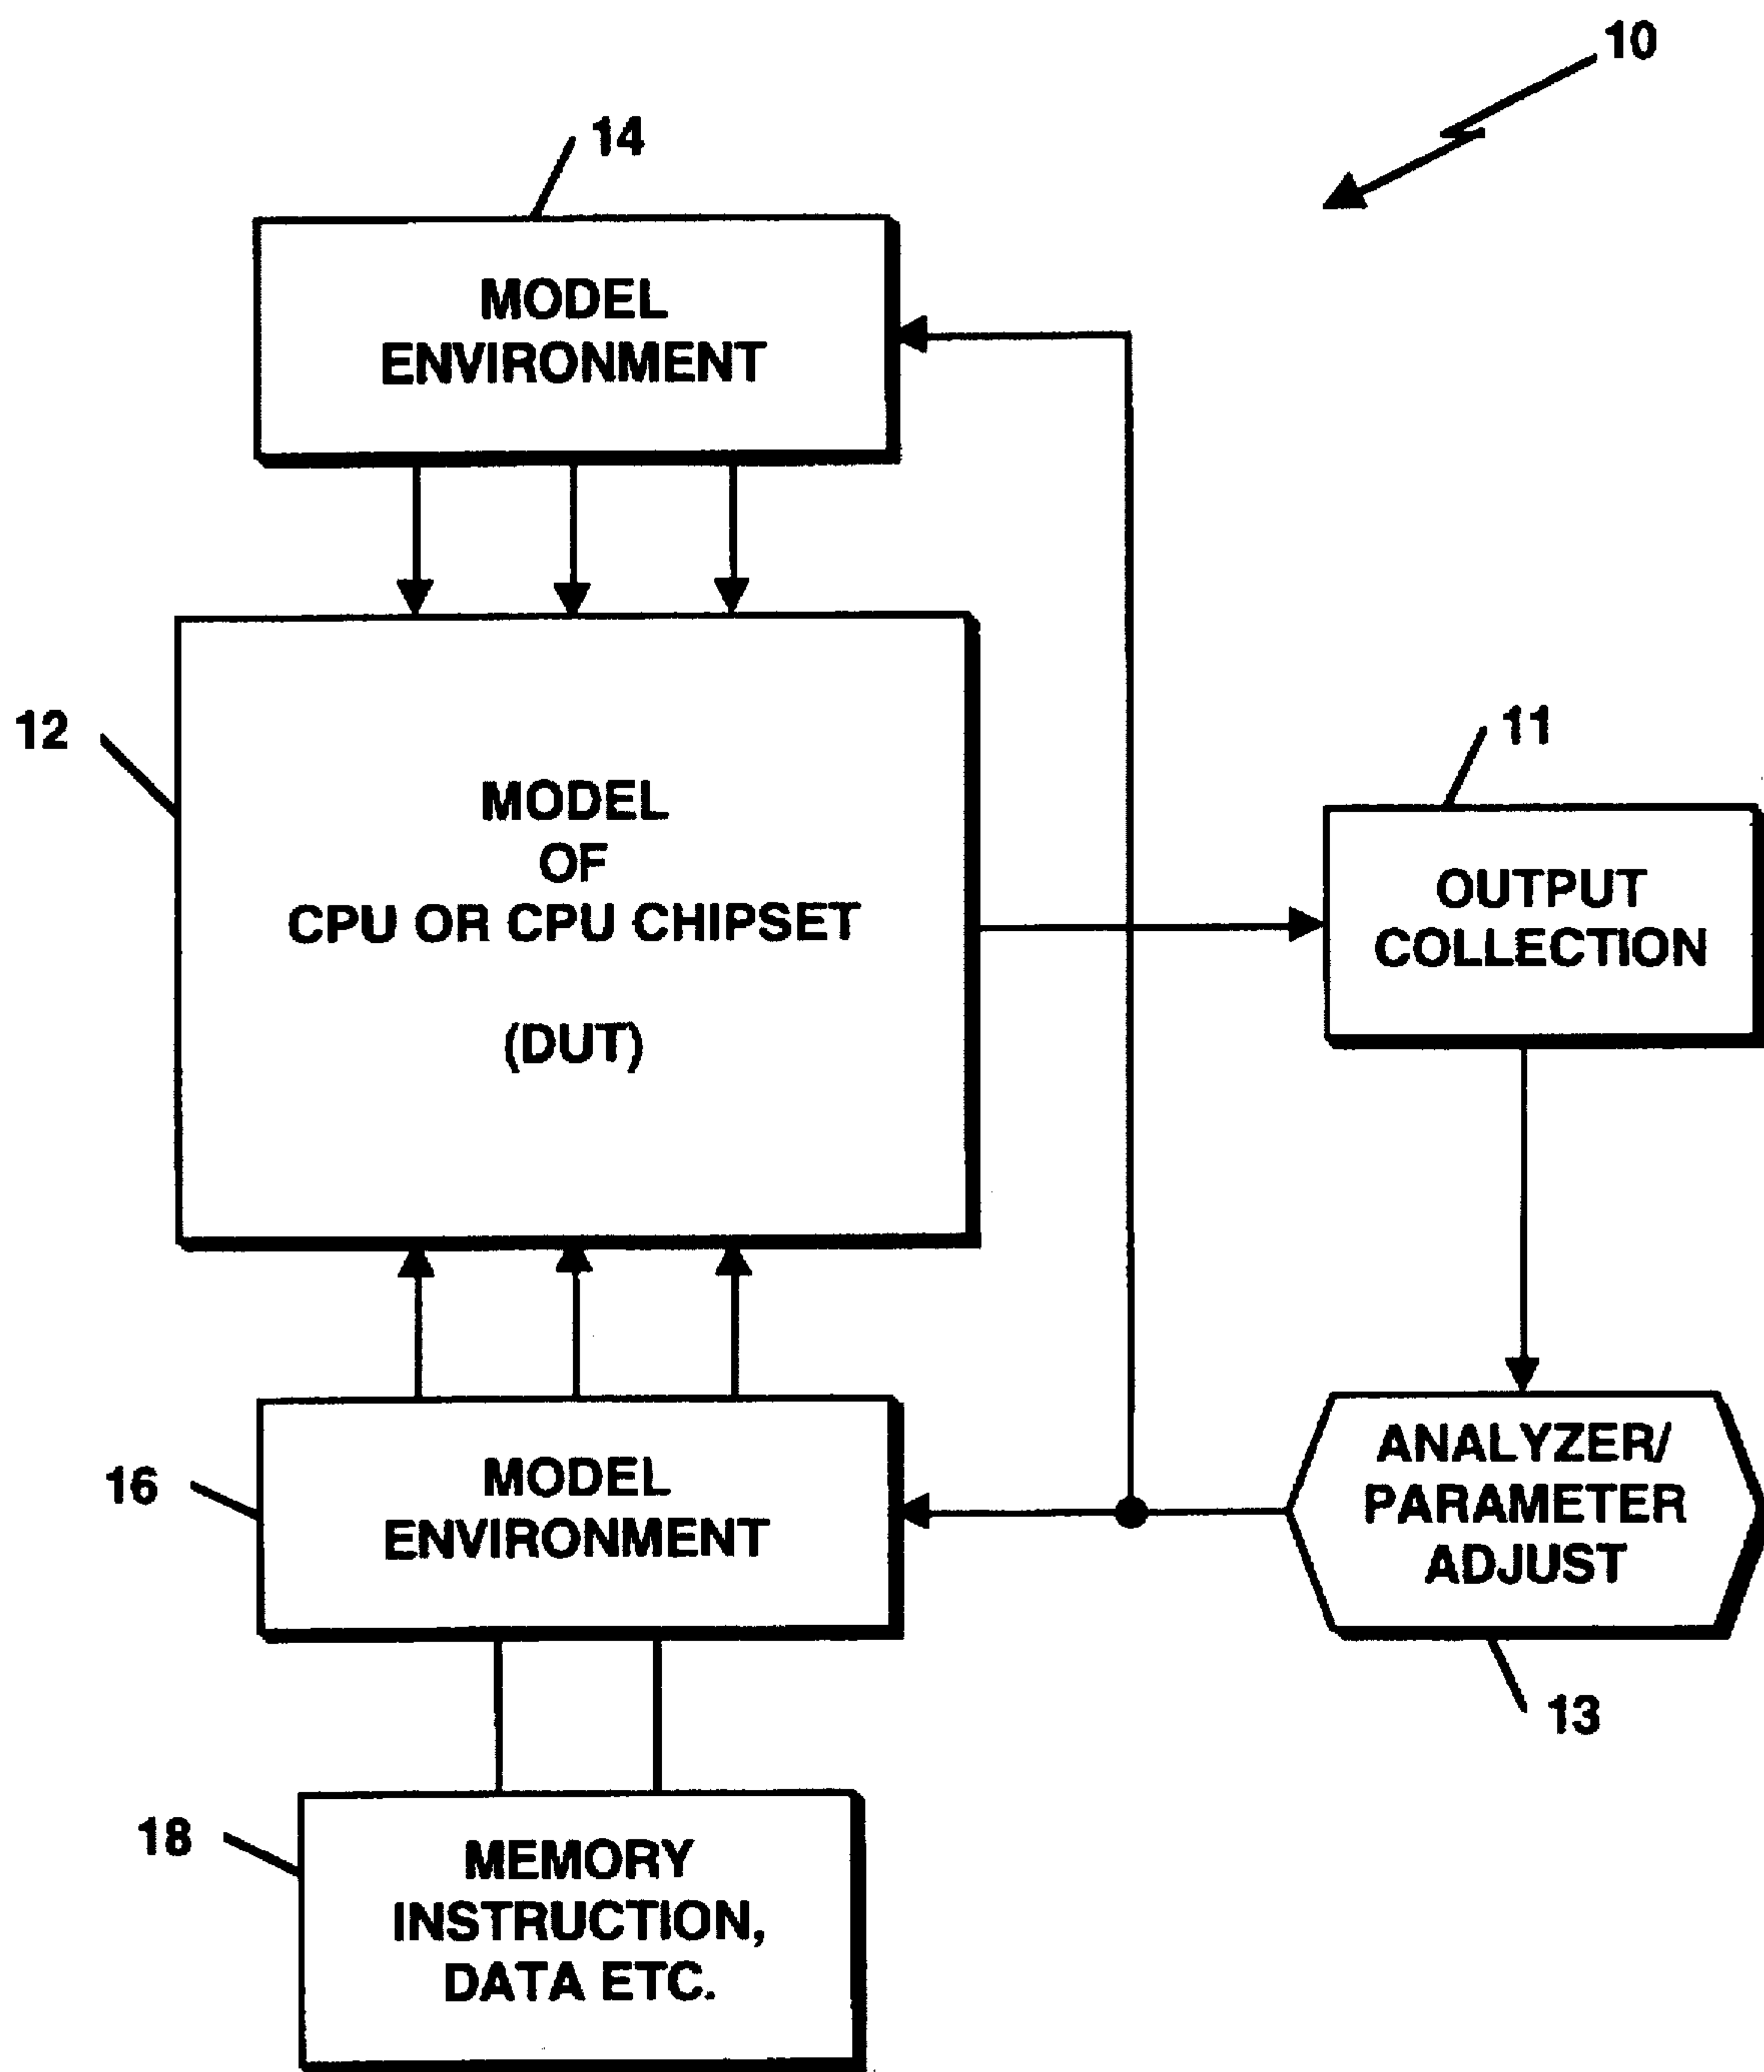 10
14
MODEL
ENVIRONMENT
12
MODEL
OF
CPU OR CPU CHIPSET
(DUT)
11
OUTPUT
COLLECTION
16
MODEL
ENVIRONMENT
ANALYZER/
PARAMETER
ADJUST
13
18
MEMORY
INSTRUCTION,
DATA ETC.